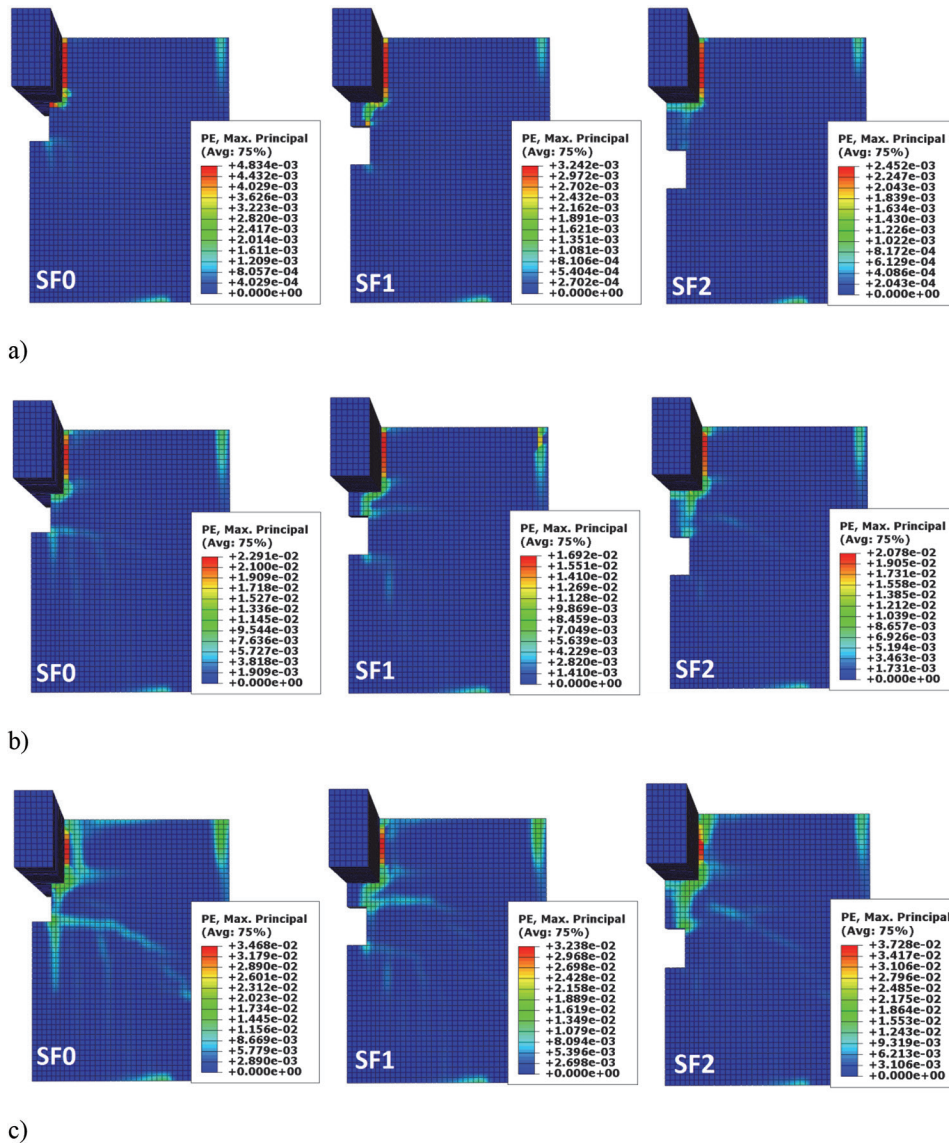 PE, Max. Principal
(Avg: 75%)
+4.834e-03
+4.432e-03
+4.029e-03
+3.626e-03
+3.223e-03
+2.820e-03
+2.417e-03
+2.014e-03
+1.611e-03
+1.209e-03
+8.057e-04
+4.029e-04
+0.000e+00
SF0
PE, Max. Principal
(Avg: 75%)
+3.242e-03
+2.972e-03
+2.702e-03
+2.432e-03
+2.162e-03
+1.891e-03
+1.621e-03
+1.351e-03
+1.081e-03
+8.106e-04
+5.404e-04
+2.702e-04
+0.000e+00
SF1
PE, Max. Principal
(Avg: 75%)
+2.452e-03
+2.247e-03
+2.043e-03
+1.839e-03
+1.634e-03
+1.430e-03
+1.226e-03
+1.022e-03
+8.172e-04
+6.129e-04
+4.086e-04
+2.043e-04
+0.000e+00
SF2
a)
PE, Max. Principal
(Avg: 75%)
+2.291e-02
+2.100e-02
+1.909e-02
+1.718e-02
+1.527e-02
+1.336e-02
+1.145e-02
+9.544e-03
+7.636e-03
+5.727e-03
+3.818e-03
+1.909e-03
+0.000e+00
SF0
PE, Max. Principal
(Avg: 75%)
+1.692e-02
+1.551e-02
+1.410e-02
+1.269e-02
+1.128e-02
+9.869e-03
+8.459e-03
+7.049e-03
+5.639e-03
+4.229e-03
+2.820e-03
+1.410e-03
+0.000e+00
SF1
PE, Max. Principal
(Avg: 75%)
+2.078e-02
+1.905e-02
+1.731e-02
+1.558e-02
+1.385e-02
+1.212e-02
+1.039e-02
+8.657e-03
+6.926e-03
+5.194e-03
+3.463e-03
+1.731e-03
+0.000e+00
SF2
b)
PE, Max. Principal
(Avg: 75%)
+3.468e-02
+3.179e-02
+2.890e-02
+2.601e-02
+2.312e-02
+2.023e-02
+1.734e-02
+1.445e-02
+1.156e-02
+8.669e-03
+5.779e-03
+2.890e-03
+0.000e+00
SF0
PE, Max. Principal
(Avg: 75%)
+3.238e-02
+2.968e-02
+2.698e-02
+2.428e-02
+2.158e-02
+1.889e-02
+1.619e-02
+1.349e-02
+1.079e-02
+8.094e-03
+5.396e-03
+2.698e-03
+0.000e+00
SF1
PE, Max. Principal
(Avg: 75%)
+3.728e-02
+3.417e-02
+3.106e-02
+2.796e-02
+2.485e-02
+2.175e-02
+1.864e-02
+1.553e-02
+1.243e-02
+9.319e-03
+6.213e-03
+3.106e-03
+0.000e+00
SF2
c)